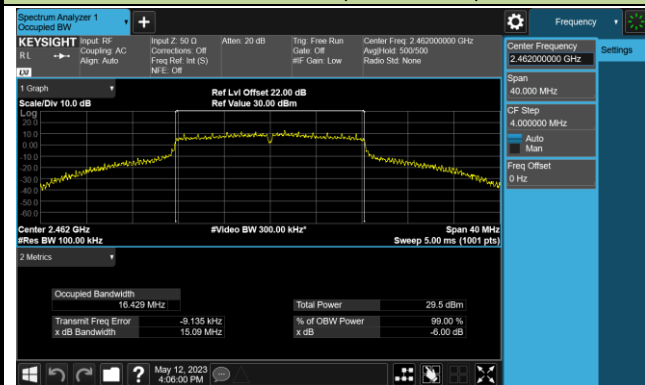 Spectrum Analyzer 1
Occupied BW
+
Frequency
KEYSIGHT
Input: RF
Coupling: AC
Align: Auto
Input Z: 50 Ω
Corrections: Off
Freq Ref: Int (S)
NFE: Off
Atten: 20 dB
Trig: Free Run
Gate: Off
#IF Gain: Low
Center Freq: 2.462000000 GHz
Avg|Hold: 500/500
Radio Std: None
RL
LXI
Center Frequency
2.462000000 GHz
Settings
Span
40.000 MHz
CF Step
4.000000 MHz
Auto
Man
Freq Offset
0 Hz
1 Graph
Scale/Div 10.0 dB
Ref Lvl Offset 22.00 dB
Ref Value 30.00 dBm
Log
20.0
10.0
0.00
-10.0
-20.0
-30.0
-40.0
-50.0
-60.0
Center 2.462 GHz
#Video BW 300.00 kHz*
Span 40 MHz
#Res BW 100.00 kHz
Sweep 5.00 ms (1001 pts)
2 Metrics
Occupied Bandwidth
16.429 MHz
Total Power 29.5 dBm
Transmit Freq Error -9.135 kHz
% of OBW Power 99.00 %
x dB Bandwidth 15.09 MHz
x dB -6.00 dB
?
May 12, 2023
4:06:00 PM